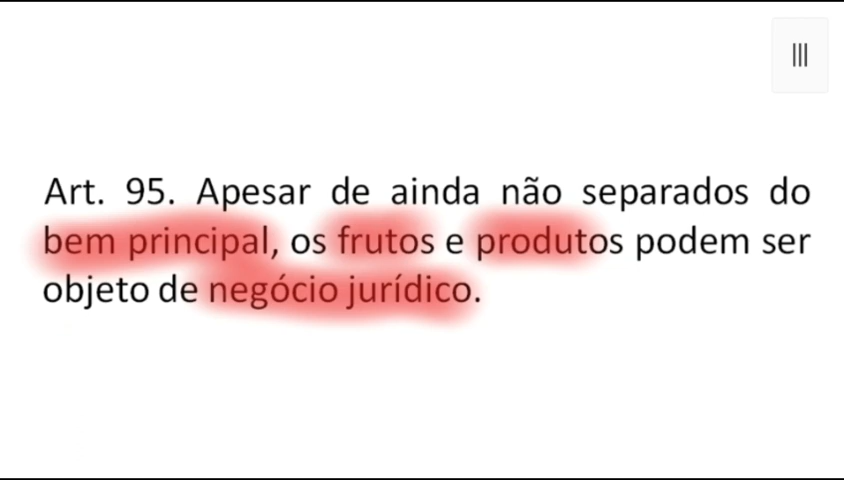 Art. 95. Apesar de ainda não separados do
bem principal, os frutos e produtos podem ser
objeto de negócio jurídico.